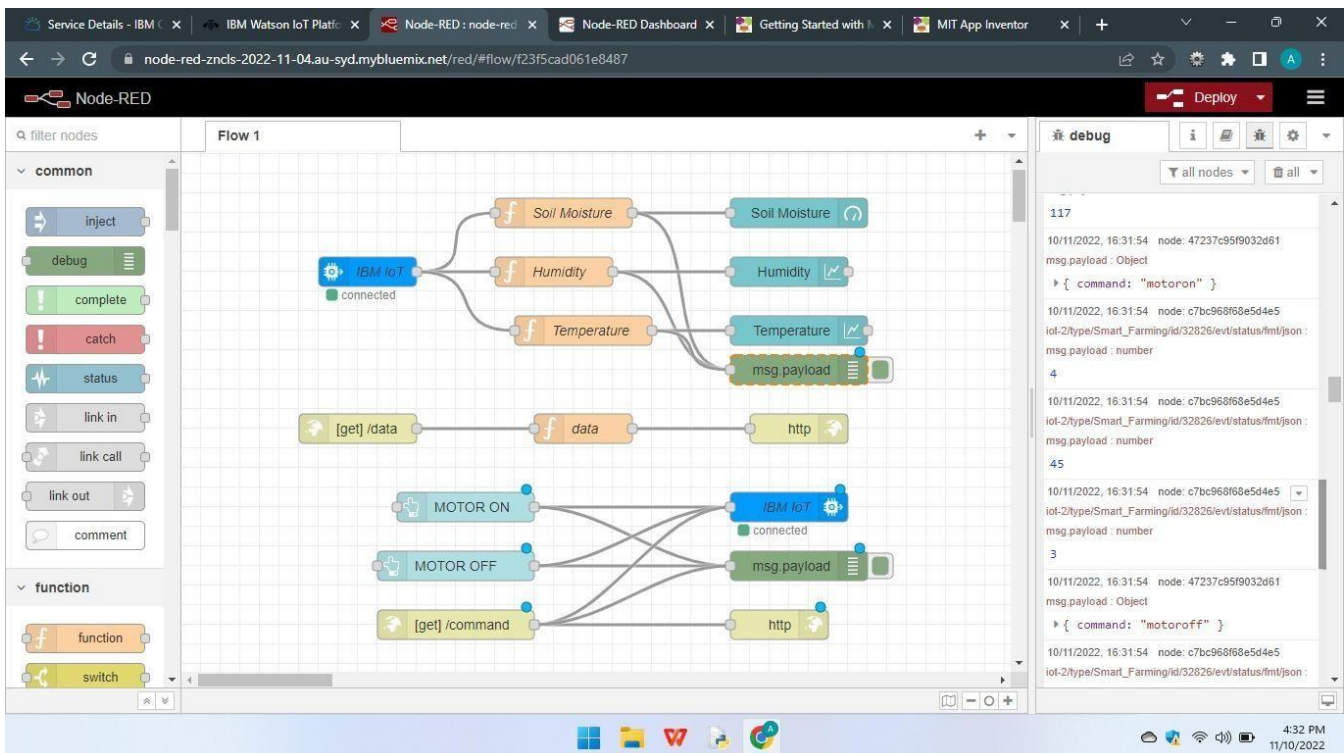 Service Details - IBM C
IBM Watson IoT Platfo
Node-RED : node-red
Node-RED Dashboard
Getting Started with
MIT App Inventor
node-red-zncls-2022-11-04.au-syd.mybluemix.net/red/#flow/f23f5cad061e8487
A
Node-RED
Deploy
filter nodes
Flow 1
debug
i
all nodes
all
common
inject
debug
complete
catch
status
link in
link call
link out
comment
function
f function
switch
f Soil Moisture
Soil Moisture
IBM IoT
connected
f Humidity
Humidity
f Temperature
Temperature
msg.payload
[get] /data
f data
http
MOTOR ON
IBM IoT
connected
MOTOR OFF
msg.payload
[get] /command
http
117
10/11/2022, 16:31:54 node: 47237c95f9032d61
msg.payload : Object
{ command: "motoron" }
10/11/2022, 16:31:54 node: c7bc968f68e5d4e5
iot-2/type/Smart_Farming/id/32826/evt/status/fmt/json :
msg.payload : number
4
10/11/2022, 16:31:54 node: c7bc968f68e5d4e5
iot-2/type/Smart_Farming/id/32826/evt/status/fmt/json :
msg.payload : number
45
10/11/2022, 16:31:54 node: c7bc968f68e5d4e5
iot-2/type/Smart_Farming/id/32826/evt/status/fmt/json :
msg.payload : number
3
10/11/2022, 16:31:54 node: 47237c95f9032d61
msg.payload : Object
{ command: "motoroff" }
10/11/2022, 16:31:54 node: c7bc968f68e5d4e5
iot-2/type/Smart_Farming/id/32826/evt/status/fmt/json :
4:32 PM
11/10/2022